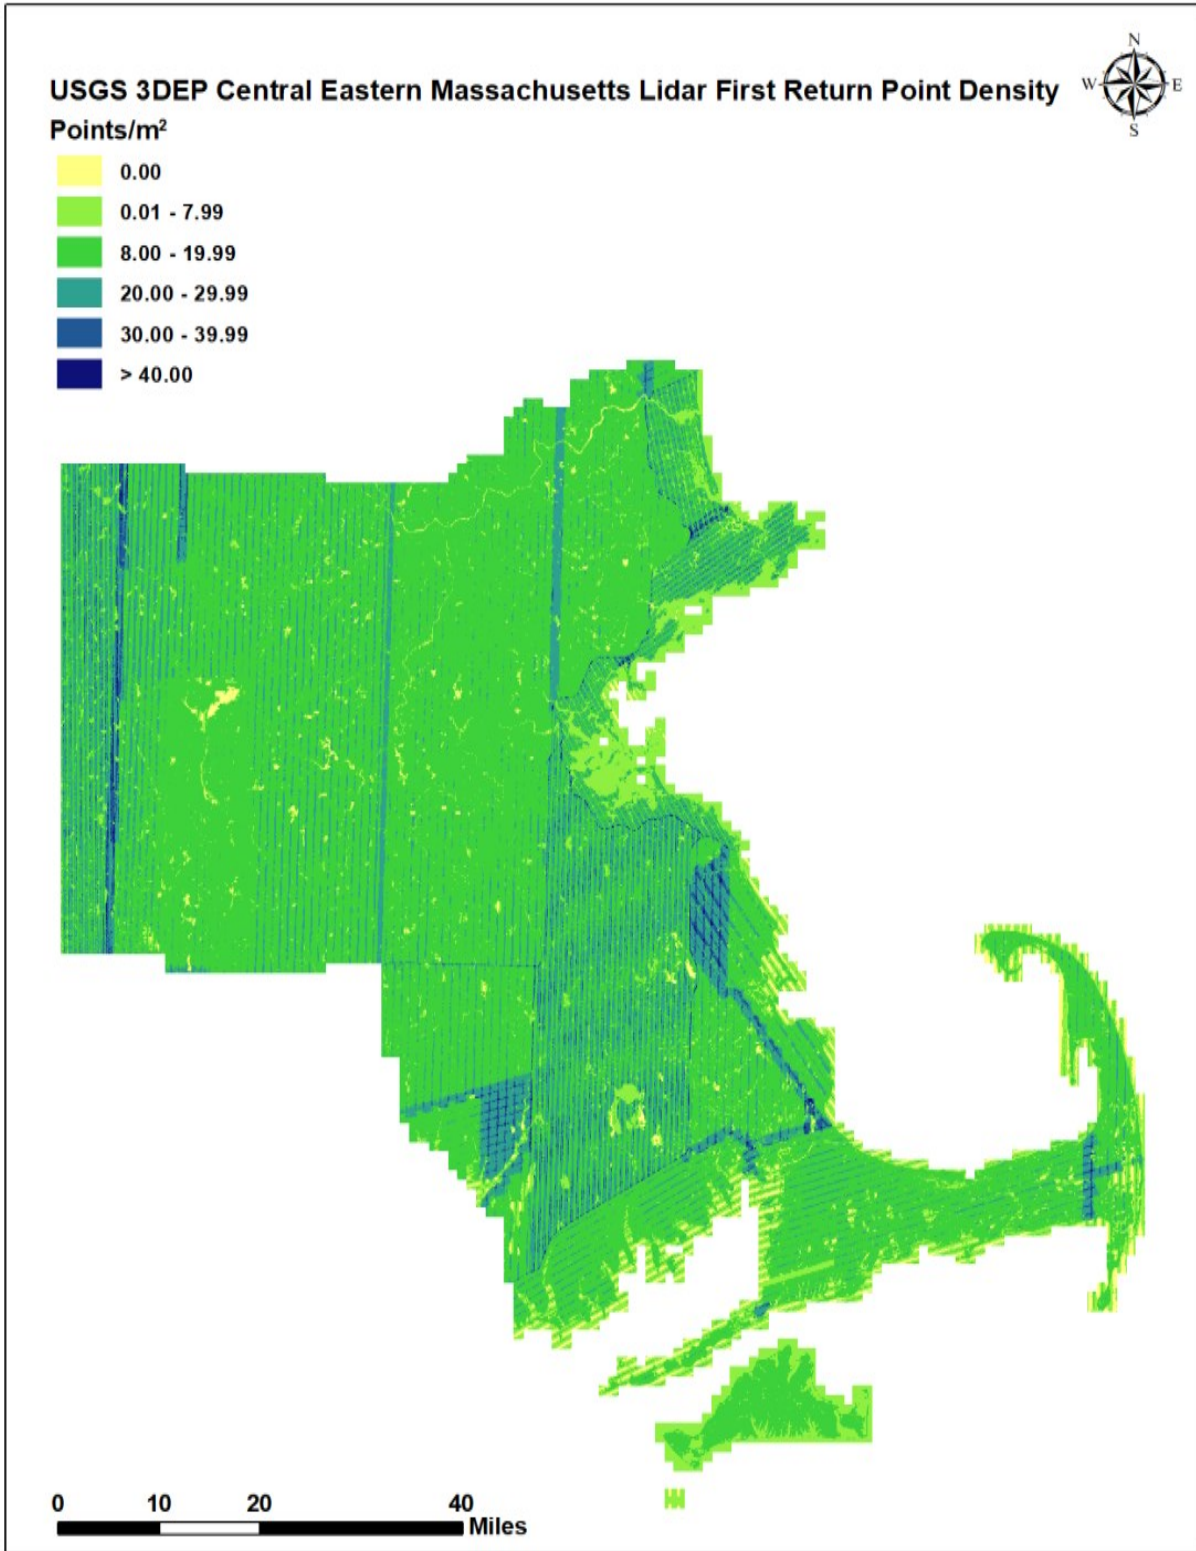 N
USGS 3DEP Central Eastern Massachusetts Lidar First Return Point Density
W E
Points/m²
S
0.00
0.01 - 7.99
8.00 - 19.99
20.00 - 29.99
30.00 - 39.99
> 40.00
0 10 20 40
Miles